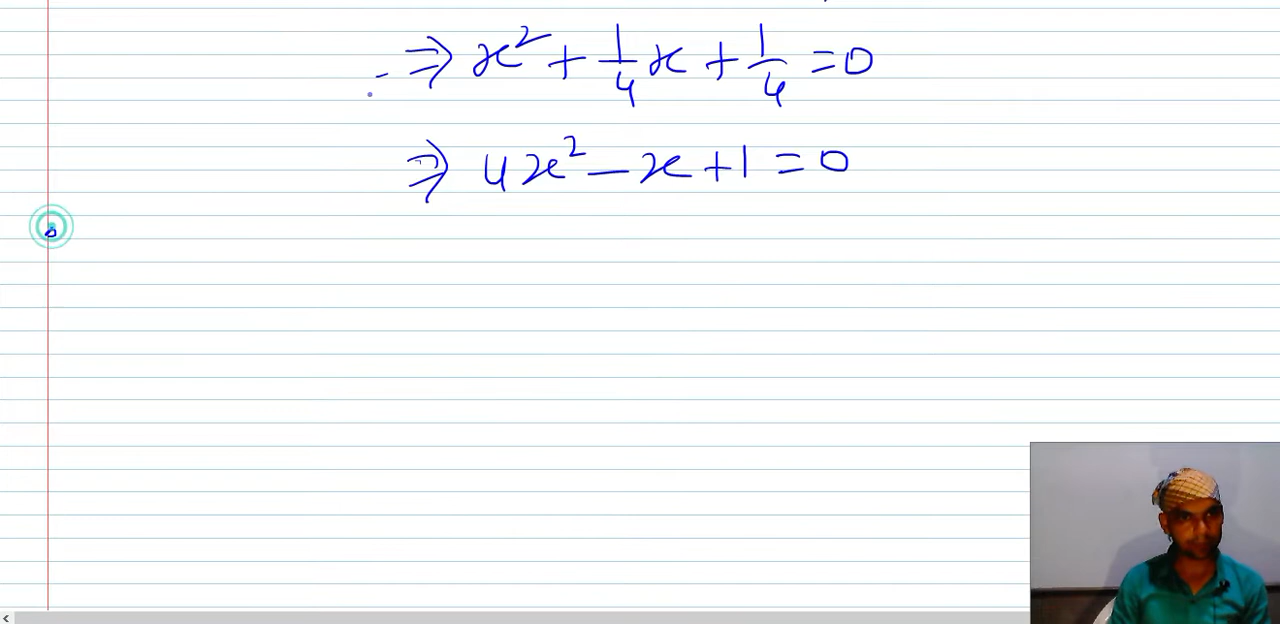 ⇒ x² + 1/4 x + 1/4 = 0
⇒ 4x² − x + 1 = 0